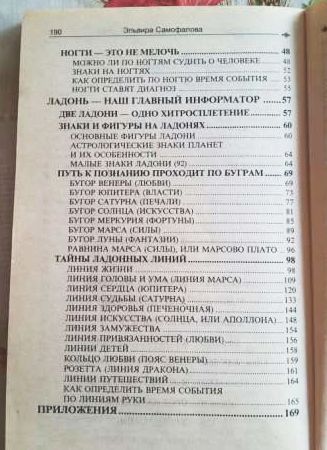 190 Эльвира Самофалова
НОГТИ — ЭТО НЕ МЕЛОЧЬ 48
МОЖНО ЛИ ПО НОГТЯМ СУДИТЬ О ЧЕЛОВЕКЕ 48
ЗНАКИ НА НОГТЯХ 52
КАК ОПРЕДЕЛИТЬ ПО НОГТЮ ВРЕМЯ СОБЫТИЯ 53
НОГТИ СТАВЯТ ДИАГНОЗ 55
ЛАДОНЬ — НАШ ГЛАВНЫЙ ИНФОРМАТОР 57
ДВЕ ЛАДОНИ — ОДНО ХИТРОСПЛЕТЕНИЕ 57
ЗНАКИ И ФИГУРЫ НА ЛАДОНЯХ 60
ОСНОВНЫЕ ФИГУРЫ ЛАДОНИ 60
АСТРОЛОГИЧЕСКИЕ ЗНАКИ ПЛАНЕТ
И ИХ ОСОБЕННОСТИ 64
МАЛЫЕ ЗНАКИ ЛАДОНИ (92) 64
ПУТЬ К ПОЗНАНИЮ ПРОХОДИТ ПО БУГРАМ 69
БУГОР ВЕНЕРЫ (ЛЮБВИ) 69
БУГОР ЮПИТЕРА (ВЛАСТИ) 73
БУГОР САТУРНА (ПЕЧАЛИ) 77
БУГОР СОЛНЦА (ИСКУССТВА) 81
БУГОР МЕРКУРИЯ (ФОРТУНЫ) 85
БУГОР МАРСА (СИЛЫ) 89
БУГОР ЛУНЫ (ФАНТАЗИИ) 92
РАВНИНА МАРСА (СИЛЫ), ИЛИ МАРСОВО ПЛАТО 96
ТАЙНЫ ЛАДОННЫХ ЛИНИЙ 98
ЛИНИЯ ЖИЗНИ 98
ЛИНИЯ ГОЛОВЫ И УМА (ЛИНИЯ МАРСА) 109
ЛИНИЯ СЕРДЦА (ЮПИТЕРА) 120
ЛИНИЯ СУДЬБЫ (САТУРНА) 133
ЛИНИЯ ЗДОРОВЬЯ (ПЕЧЕНОЧНАЯ) 144
ЛИНИЯ ИСКУССТВА (СОЛНЦА, ИЛИ АПОЛЛОНА) 148
ЛИНИЯ ЗАМУЖЕСТВА 154
ЛИНИЯ ПРИВЯЗАННОСТЕЙ (ЛЮБВИ) 156
ЛИНИИ ДЕТЕЙ 158
КОЛЬЦО ЛЮБВИ (ПОЯС ВЕНЕРЫ) 159
РОЗЕТТА (ЛИНИЯ ДРАКОНА) 161
ЛИНИИ ПУТЕШЕСТВИЙ 164
КАК ОПРЕДЕЛИТЬ ВРЕМЯ СОБЫТИЯ
ПО ЛИНИЯМ РУКИ 165
ПРИЛОЖЕНИЯ 169